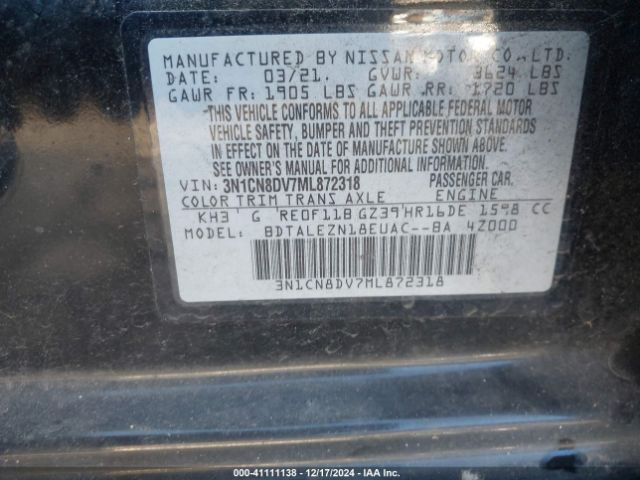 MANUFACTURED BY NISSAN MOTOR CO., LTD.
DATE: 03/21. GVWR: 3624 LBS
GAWR FR: 1905 LBS GAWR RR: 1720 LBS
THIS VEHICLE CONFORMS TO ALL APPLICABLE FEDERAL MOTOR
VEHICLE SAFETY, BUMPER AND THEFT PREVENTION STANDARDS
IN EFFECT ON THE DATE OF MANUFACTURE SHOWN ABOVE.
SEE OWNER'S MANUAL FOR ADDITIONAL INFORMATION.
VIN: 3N1CN8DV7ML872318 PASSENGER CAR.
COLOR TRIM TRANS AXLE ENGINE
KH3 G RE0F11B GZ39 HR16DE 1598 CC
MODEL: BDTALEZN18EUAC--BA 4Z000
3N1CN8DV7ML872318
000-41111138 - 12/17/2024 - IAA Inc.